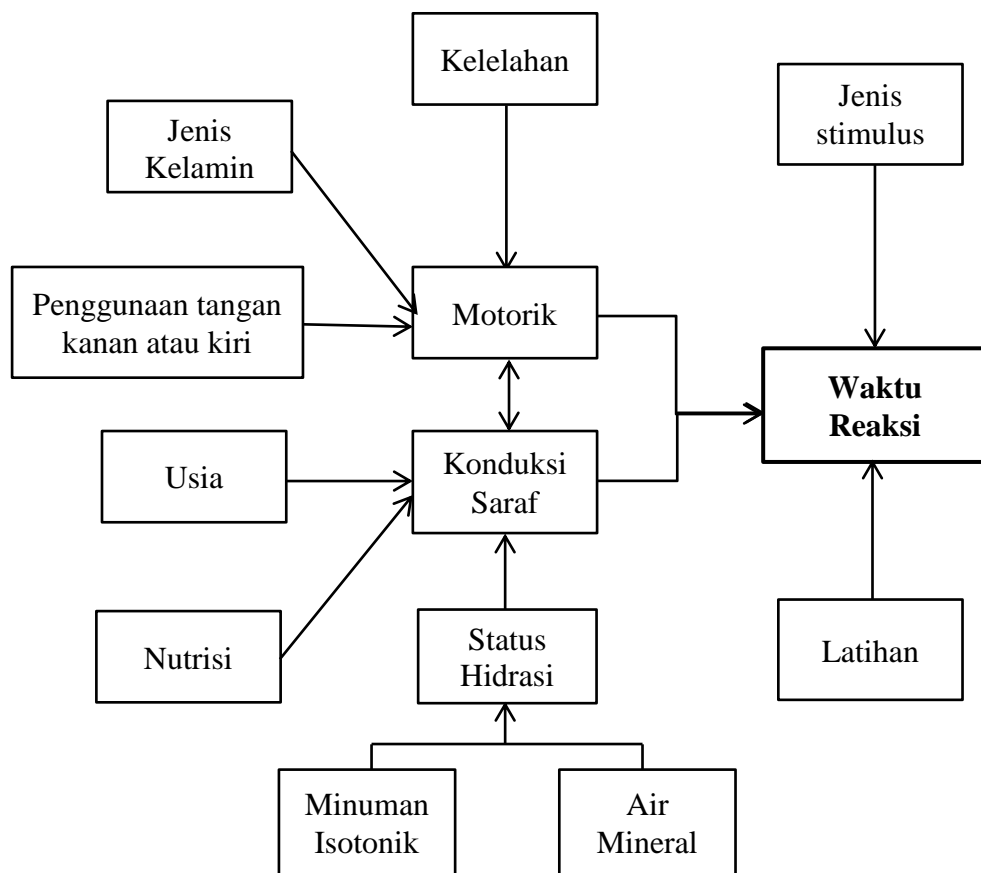 Kelelahan
Jenis
stimulus
Jenis
Kelamin
Penggunaan tangan
kanan atau kiri
Motorik
Waktu
Reaksi
Usia
Konduksi
Saraf
Nutrisi
Status
Hidrasi
Latihan
Minuman
Isotonik
Air
Mineral